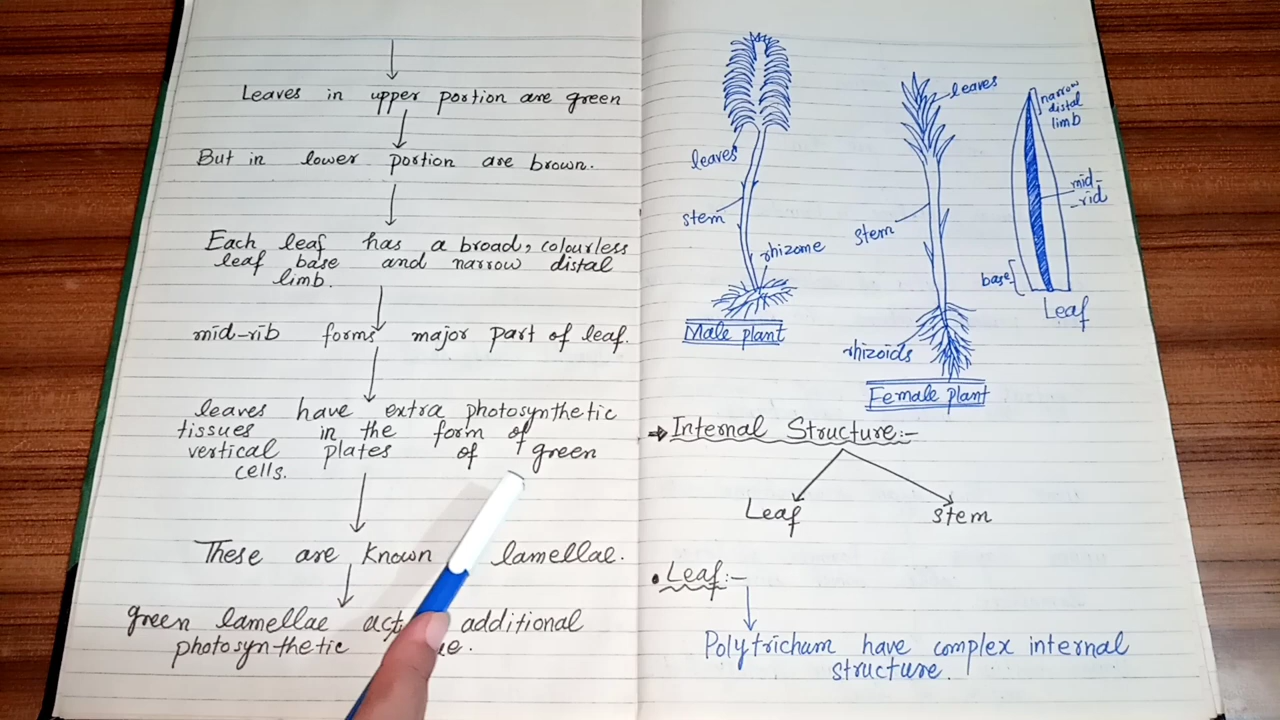 Leaves in upper portion are green
But in lower portion are brown.
Each leaf has a broad, colourless
leaf base and narrow distal
limb.
mid-rib forms major part of leaf.
leaves have extra photosynthetic
tissues in the form of
vertical plates of green
cells.
These are known lamellae.
green lamellae act additional
photosynthetic
leaves
stem
rhizome
Male plant
leaves
stem
rhizoids
Female plant
narrow
distal
limb
mid-
-rid
base
Leaf
Internal Structure:-
Leaf stem
• Leaf:-
Polytrichum have complex internal
structure.